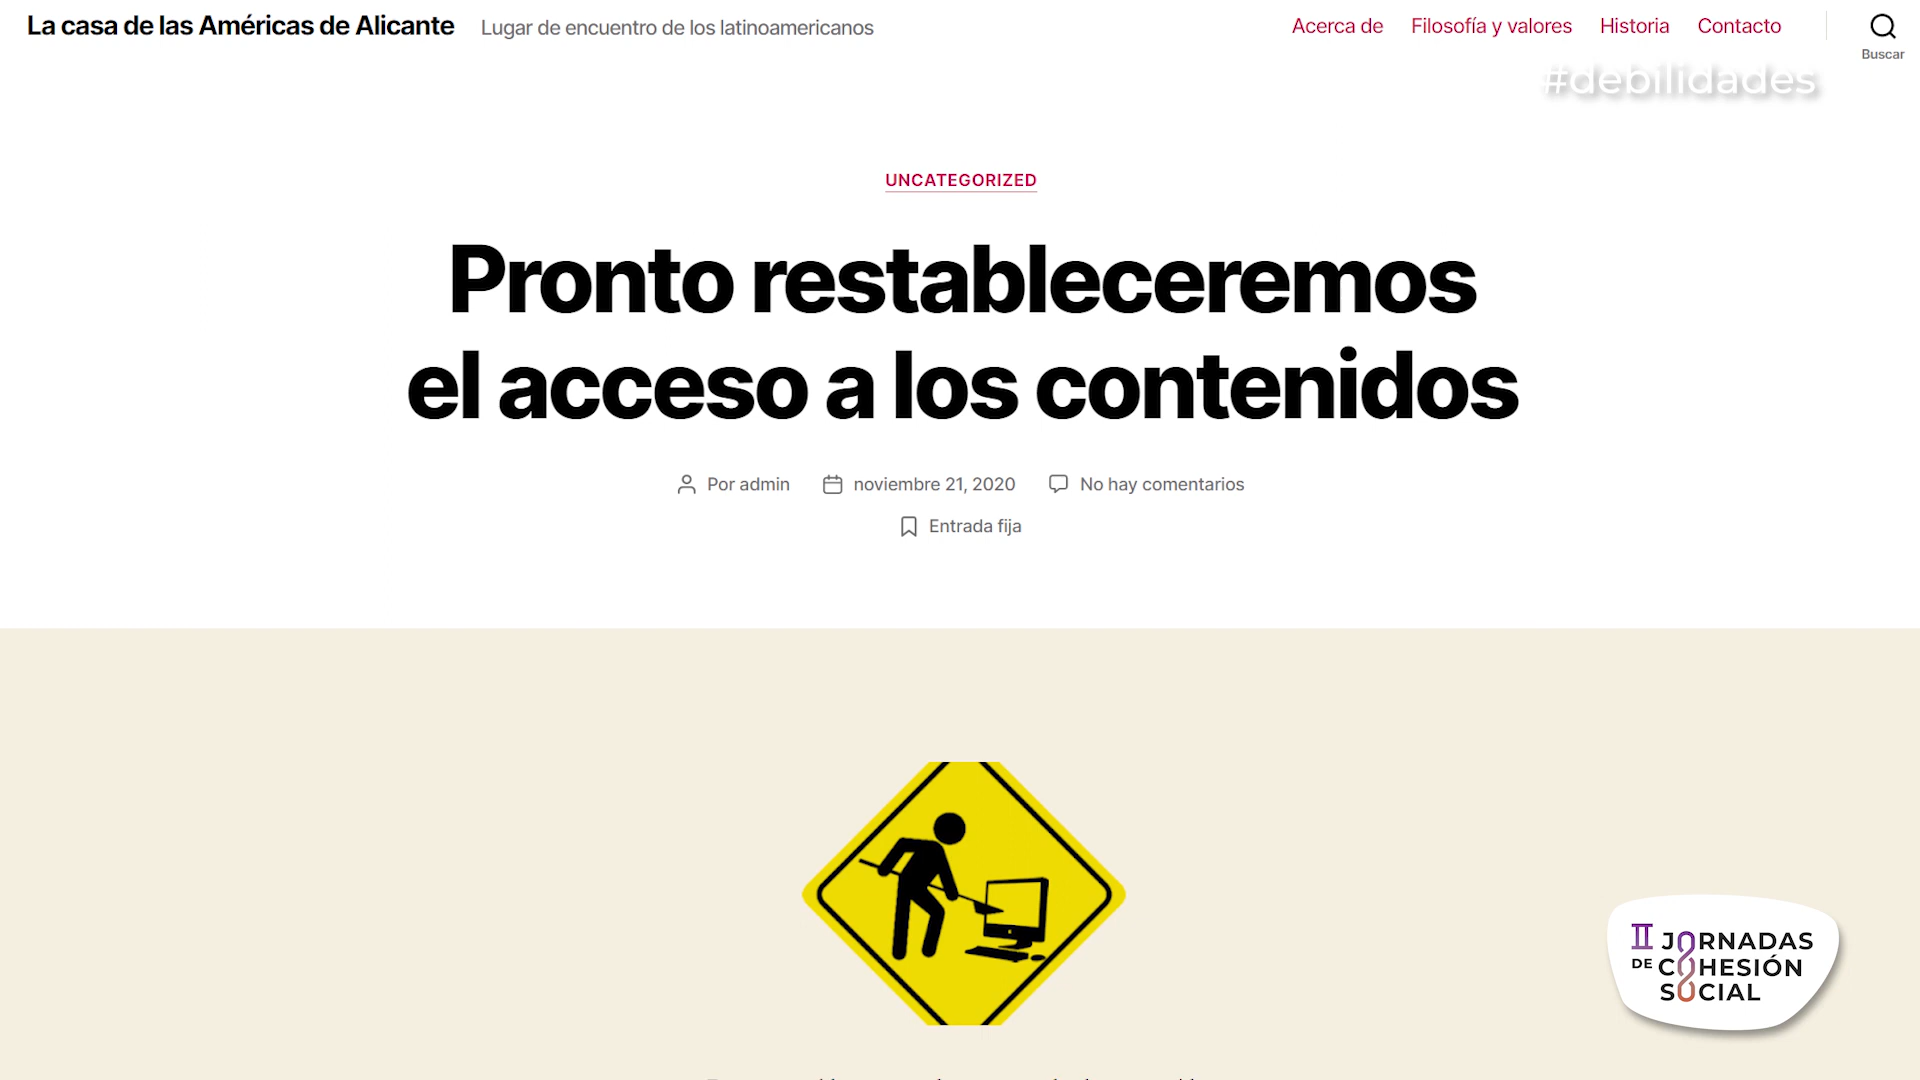 La casa de las Américas de Alicante
Lugar de encuentro de los latinoamericanos
Acerca de
Filosofía y valores
Historia
Contacto
Buscar
#debilidades
UNCATEGORIZED
Pronto restableceremos
el acceso a los contenidos
Por admin
noviembre 21, 2020
No hay comentarios
Entrada fija
II JORNADAS
DE COHESIÓN
SOCIAL